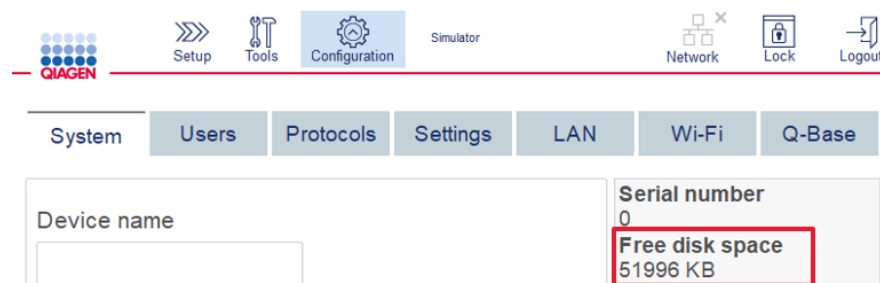 QIAGEN
Setup
Tools
Configuration
Simulator
Network
Lock
Logout
System
Users
Protocols
Settings
LAN
Wi-Fi
Q-Base
Device name
Serial number
0
Free disk space
51996 KB